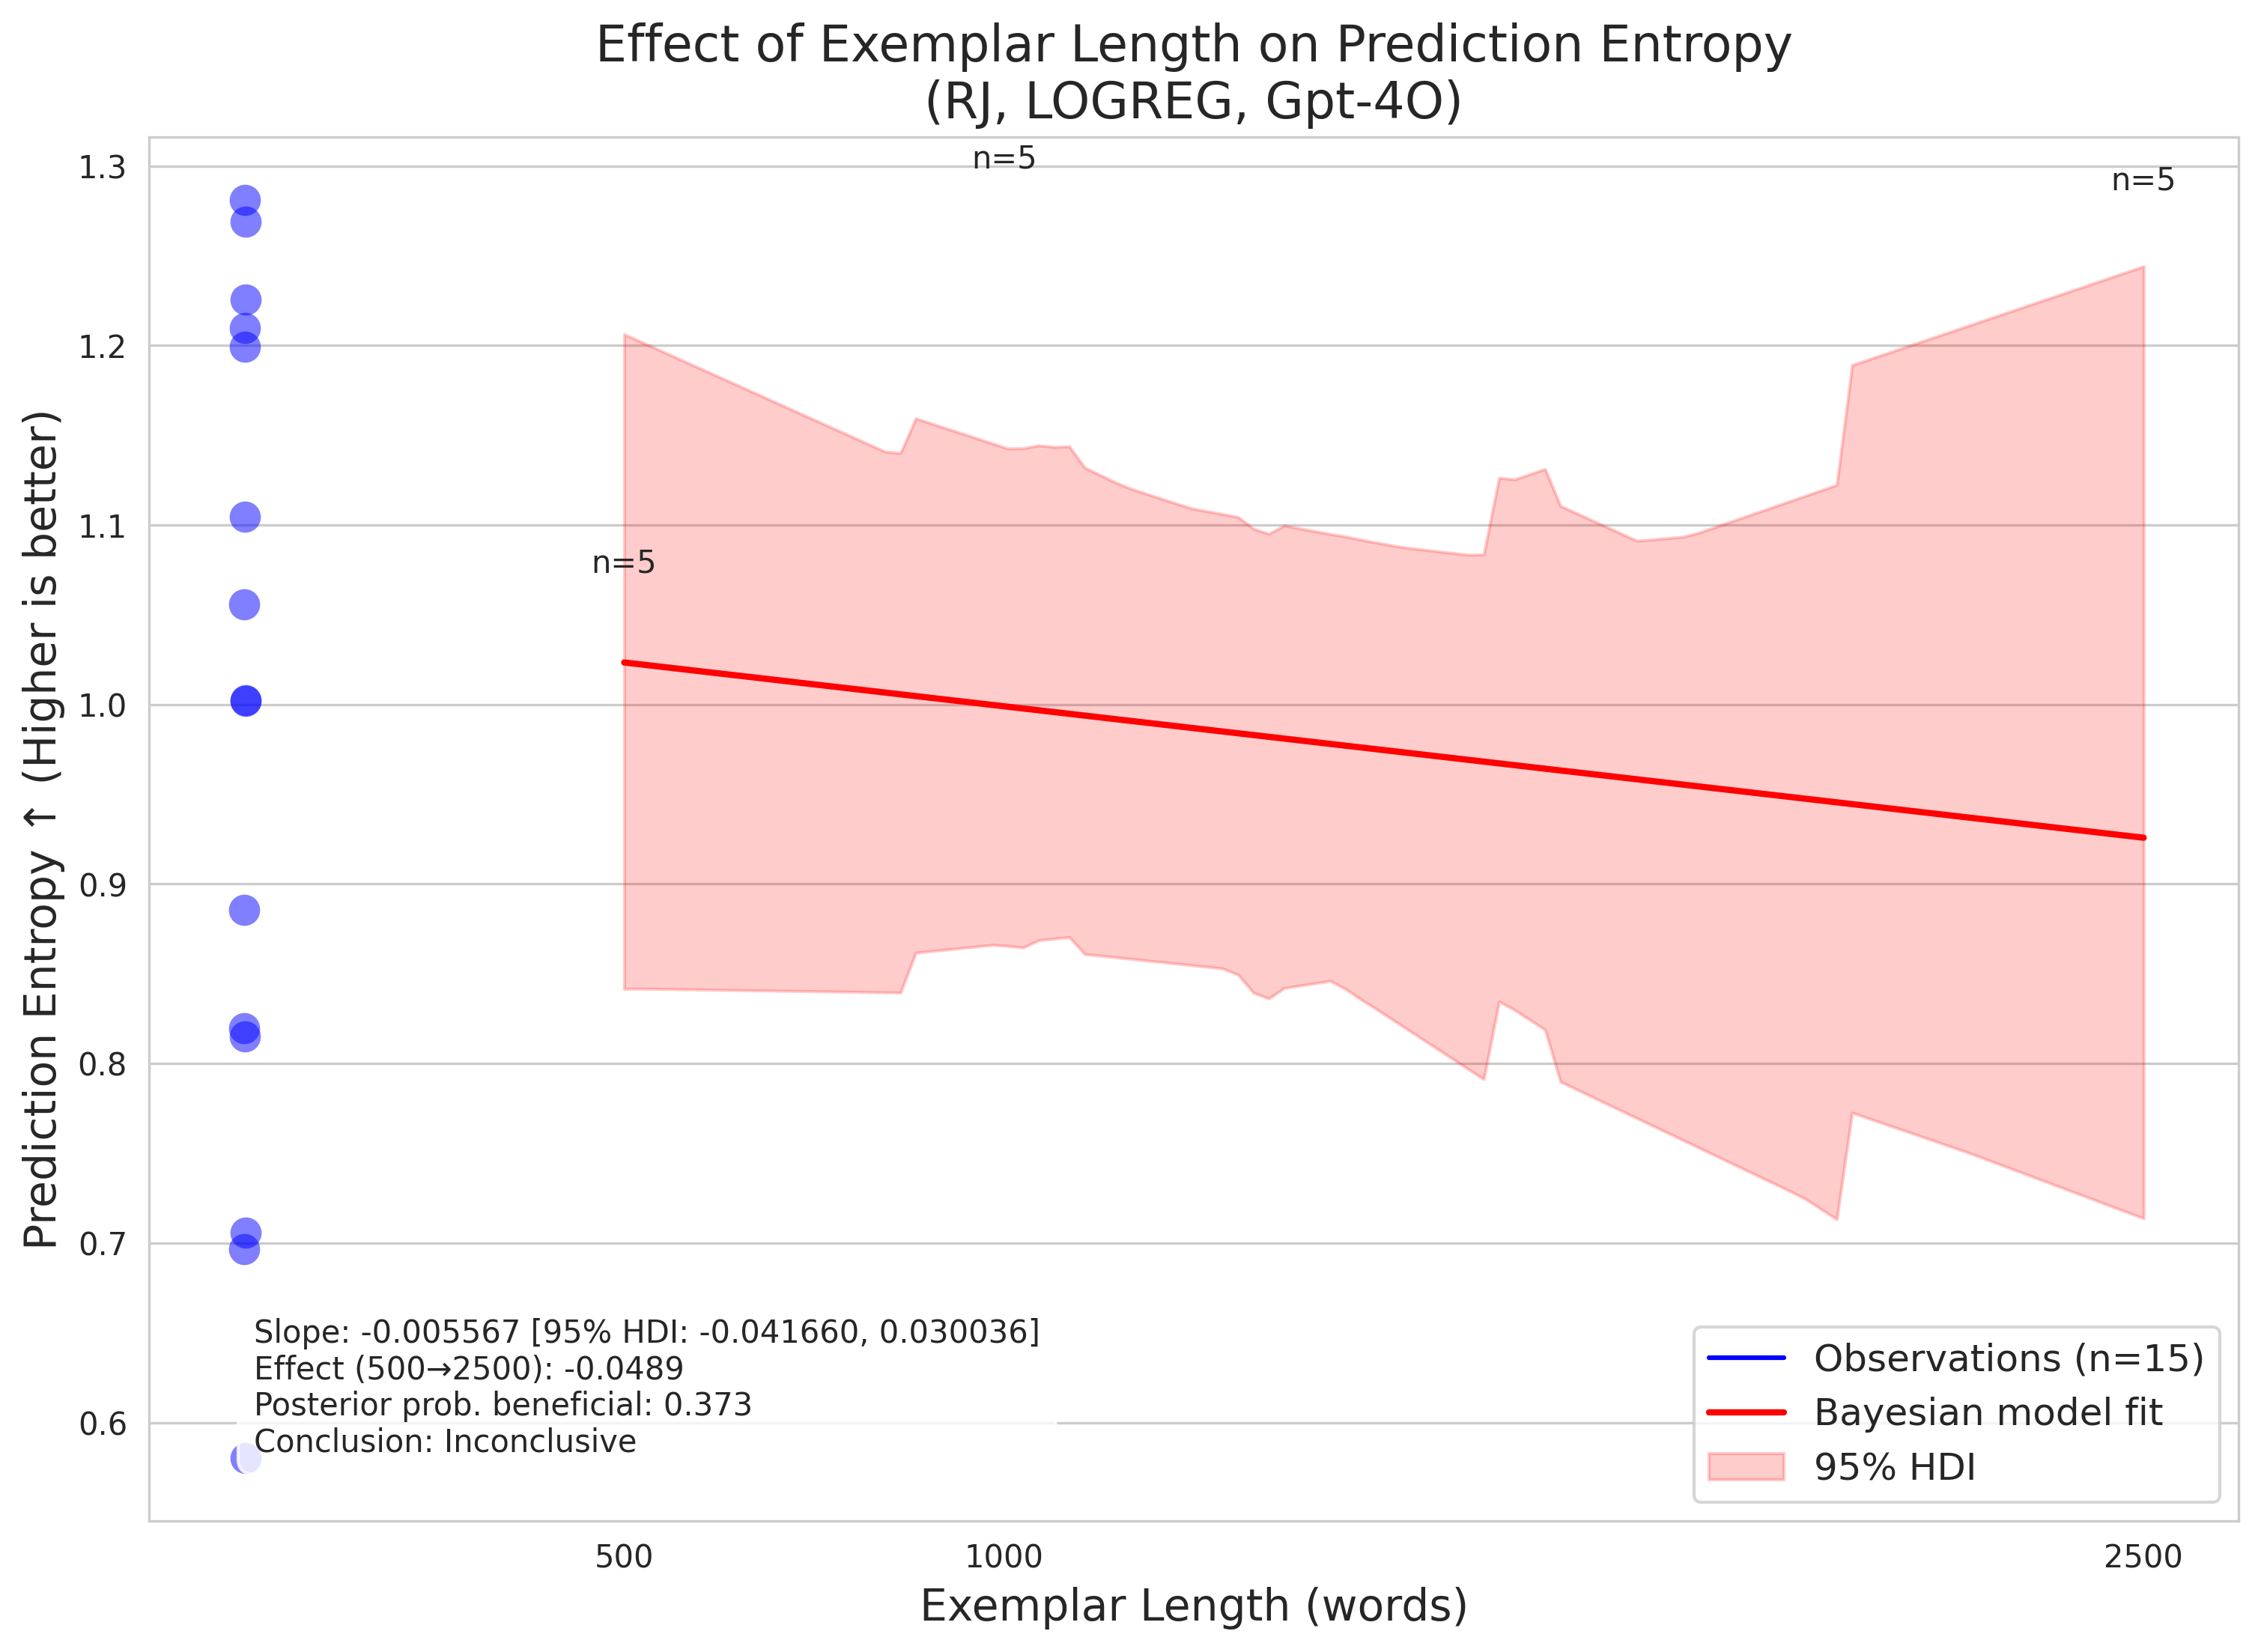 Effect of Exemplar Length on Prediction Entropy
(RJ, LOGREG, Gpt-4O)
Prediction Entropy ↑ (Higher is better)
1.3
1.2
1.1
1.0
0.9
0.8
0.7
0.6
n=5
n=5
n=5
Slope: -0.005567 [95% HDI: -0.041660, 0.030036]
Effect (500→2500): -0.0489
Posterior prob. beneficial: 0.373
Conclusion: Inconclusive
Observations (n=15)
Bayesian model fit
95% HDI
500
1000
2500
Exemplar Length (words)